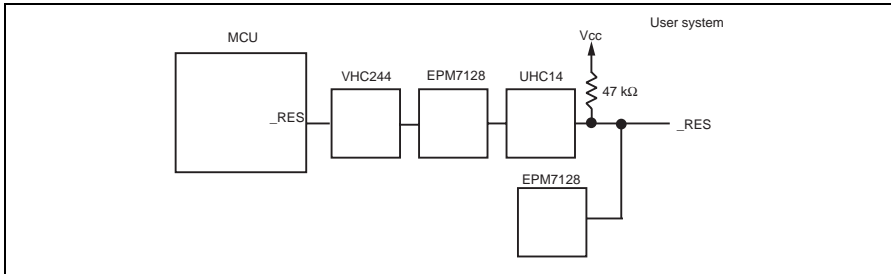 User system
Vcc
MCU
VHC244
EPM7128
UHC14
47 kΩ
_RES
_RES
EPM7128